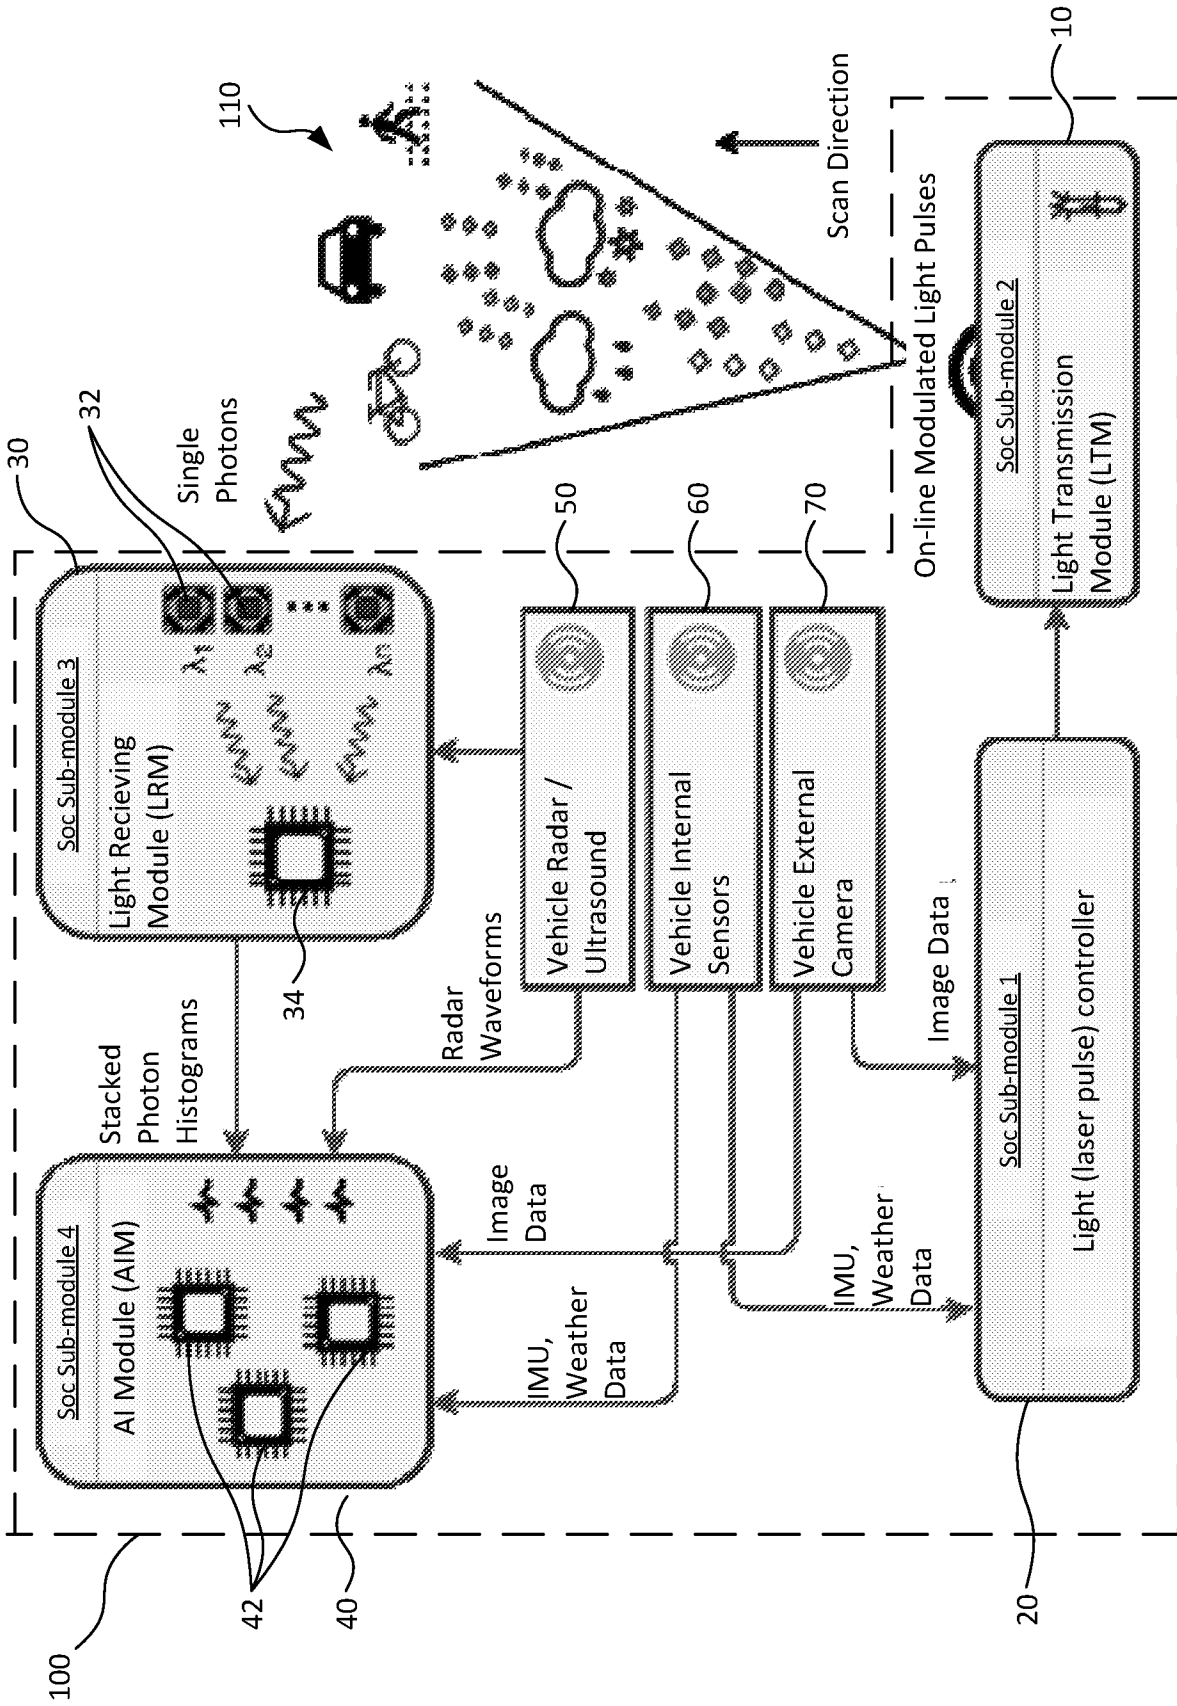 100
42
40
Soc Sub-module 4
AI Module (AIM)
Stacked
Photon
Histograms
34
Soc Sub-module 3
Light Recieving
Module (LRM)
λ1
λ2
λn
30
32
Single
Photons
110
Radar
Waveforms
Image
Data
IMU,
Weather
Data
Vehicle Radar /
Ultrasound
50
Vehicle Internal
Sensors
60
Vehicle External
Camera
70
IMU,
Weather
Data
Image Data
Scan Direction
On-line Modulated Light Pulses
20
Soc Sub-module 1
Light (laser pulse) controller
Soc Sub-module 2
Light Transmission
Module (LTM)
10